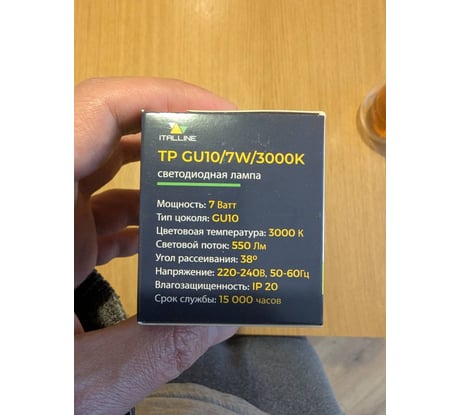 ITALLINE
TP GU10/7W/3000K
светодиодная лампа
Мощность: 7 Ватт
Тип цоколя: GU10
Цветовоая температура: 3000 К
Световой поток: 550 Лм
Угол рассеивания: 38°
Напряжение: 220-240В, 50-60Гц
Влагозащищенность: IP 20
Срок службы: 15 000 часов